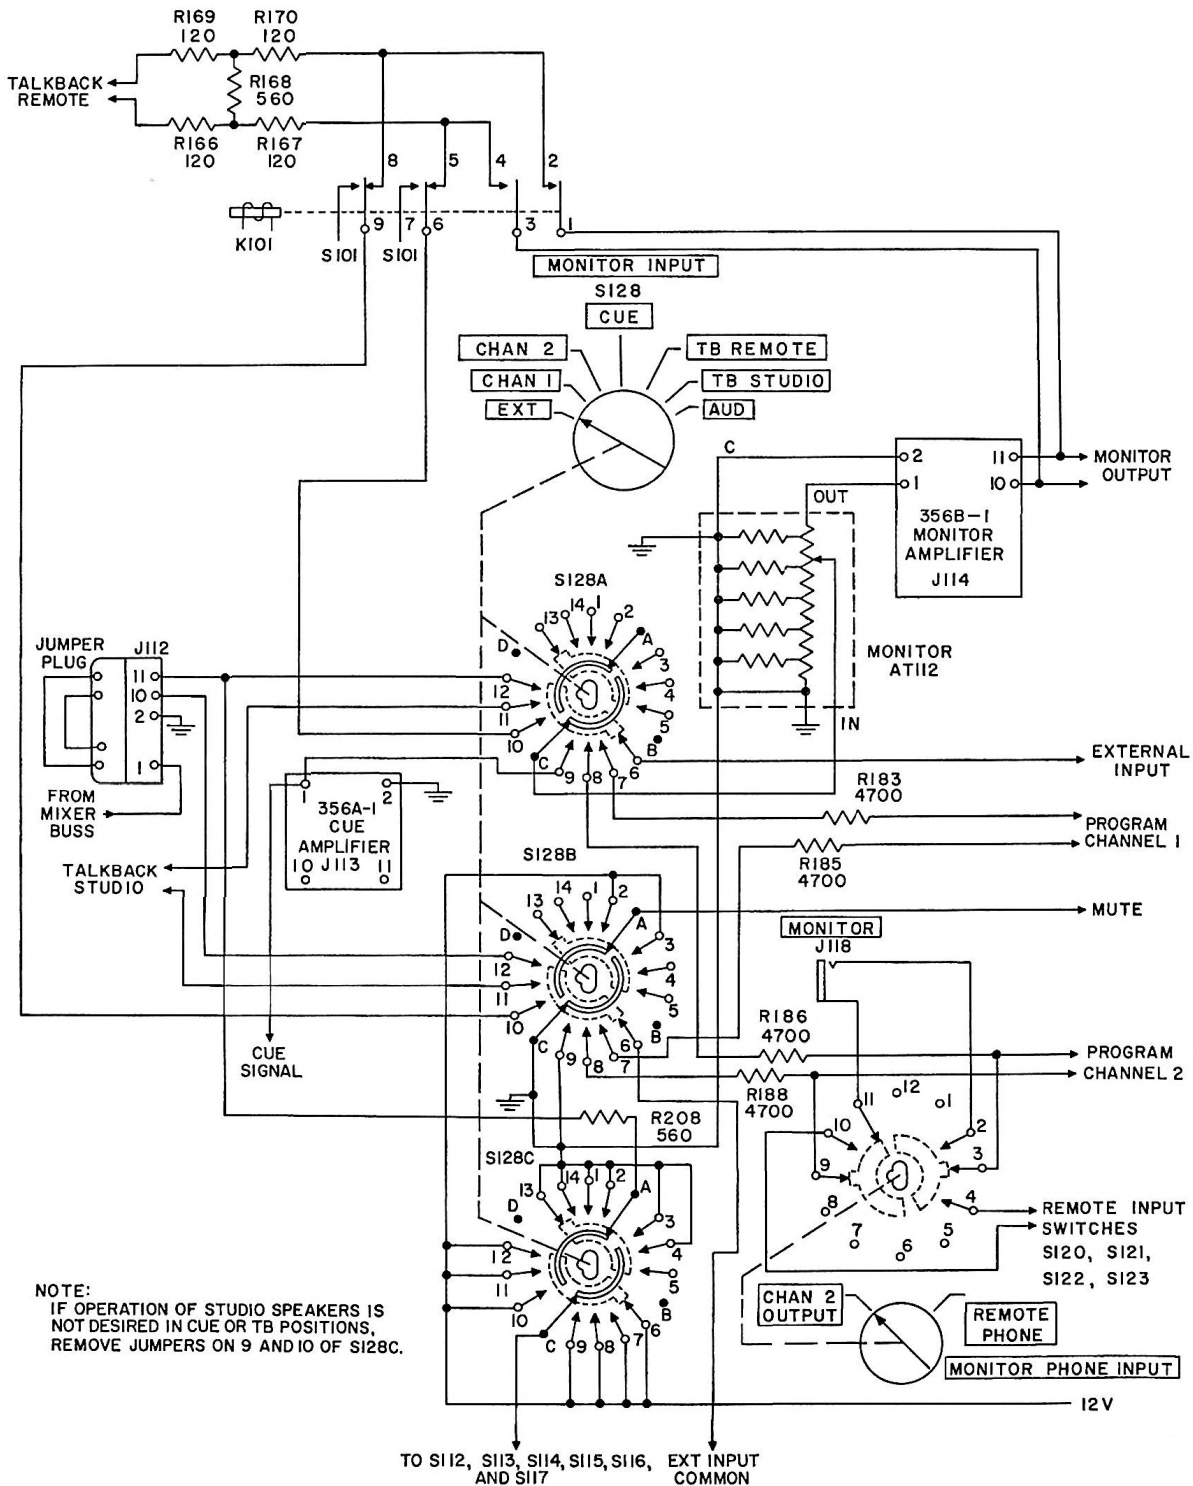 R169
120
R170
120
TALKBACK
REMOTE
R168
560
R166
120
R167
120
8
5
4
2
K101
S101
9
7
6
S101
3
1
MONITOR INPUT
S128
CUE
CHAN 2
TB REMOTE
CHAN 1
TB STUDIO
EXT
AUD
C
2
11
MONITOR
OUTPUT
1
10
OUT
356B-1
MONITOR
AMPLIFIER
J114
MONITOR
AT112
IN
S128A
13
14
1
2
A
3
4
5
B
6
7
8
9
C
10
11
12
D
JUMPER
PLUG
J112
11
10
2
1
FROM
MIXER
BUSS
1
2
356A-1
CUE
AMPLIFIER
10
J113
11
TALKBACK
STUDIO
CUE
SIGNAL
EXTERNAL
INPUT
R183
4700
PROGRAM
CHANNEL 1
R185
4700
S128B
13
14
1
2
A
3
4
5
B
6
7
8
9
C
10
11
12
D
MUTE
MONITOR
J118
R186
4700
PROGRAM
CHANNEL 2
R188
4700
R208
560
12
1
2
3
4
5
6
7
8
9
10
11
REMOTE INPUT
SWITCHES
S120, S121,
S122, S123
S128C
13
14
1
2
A
3
4
5
B
6
7
8
9
C
10
11
12
D
CHAN 2
OUTPUT
REMOTE
PHONE
MONITOR PHONE INPUT
NOTE:
IF OPERATION OF STUDIO SPEAKERS IS
NOT DESIRED IN CUE OR TB POSITIONS,
REMOVE JUMPERS ON 9 AND 10 OF S128C.
12V
TO S112, S113, S114, S115, S116,
AND S117
EXT INPUT
COMMON